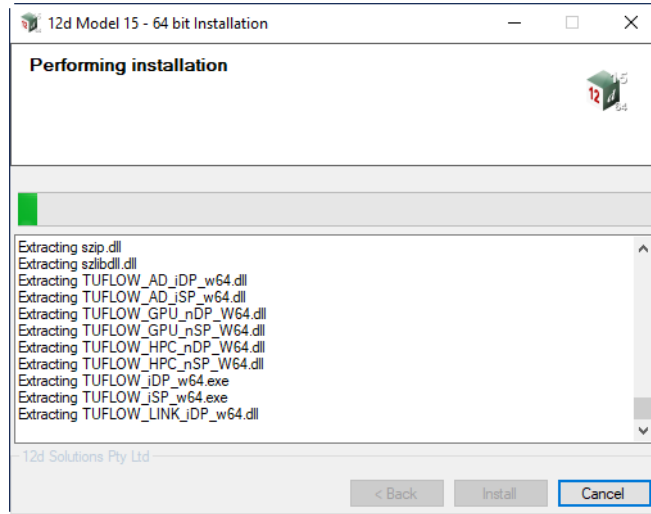 12d Model 15 - 64 bit Installation
Performing installation
15
12 d
64
Extracting szip.dll
Extracting szlibdll.dll
Extracting TUFLOW_AD_iDP_w64.dll
Extracting TUFLOW_AD_iSP_w64.dll
Extracting TUFLOW_GPU_nDP_W64.dll
Extracting TUFLOW_GPU_nSP_W64.dll
Extracting TUFLOW_HPC_nDP_W64.dll
Extracting TUFLOW_HPC_nSP_W64.dll
Extracting TUFLOW_iDP_w64.exe
Extracting TUFLOW_iSP_w64.exe
Extracting TUFLOW_LINK_iDP_w64.dll
12d Solutions Pty Ltd
< Back Install Cancel